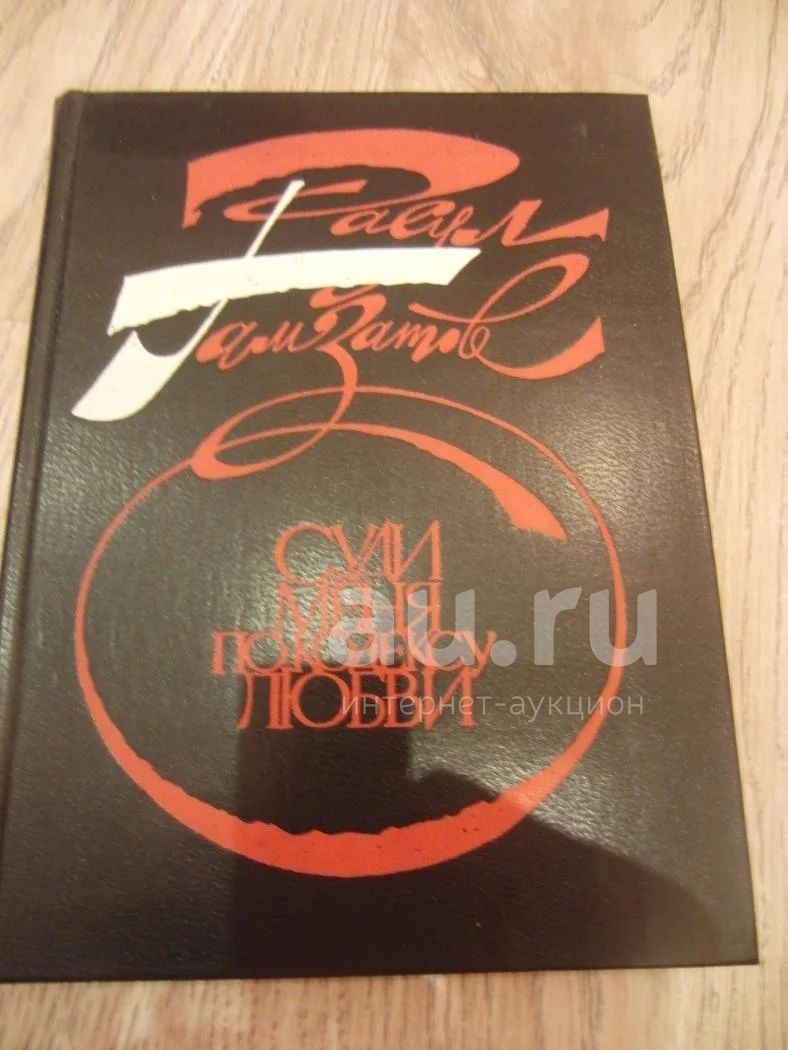 Расул
Гамзатов
СУДИ
МЕНЯ
ПО КОДЕКСУ
ЛЮБВИ
au.ru
интернет-аукцион